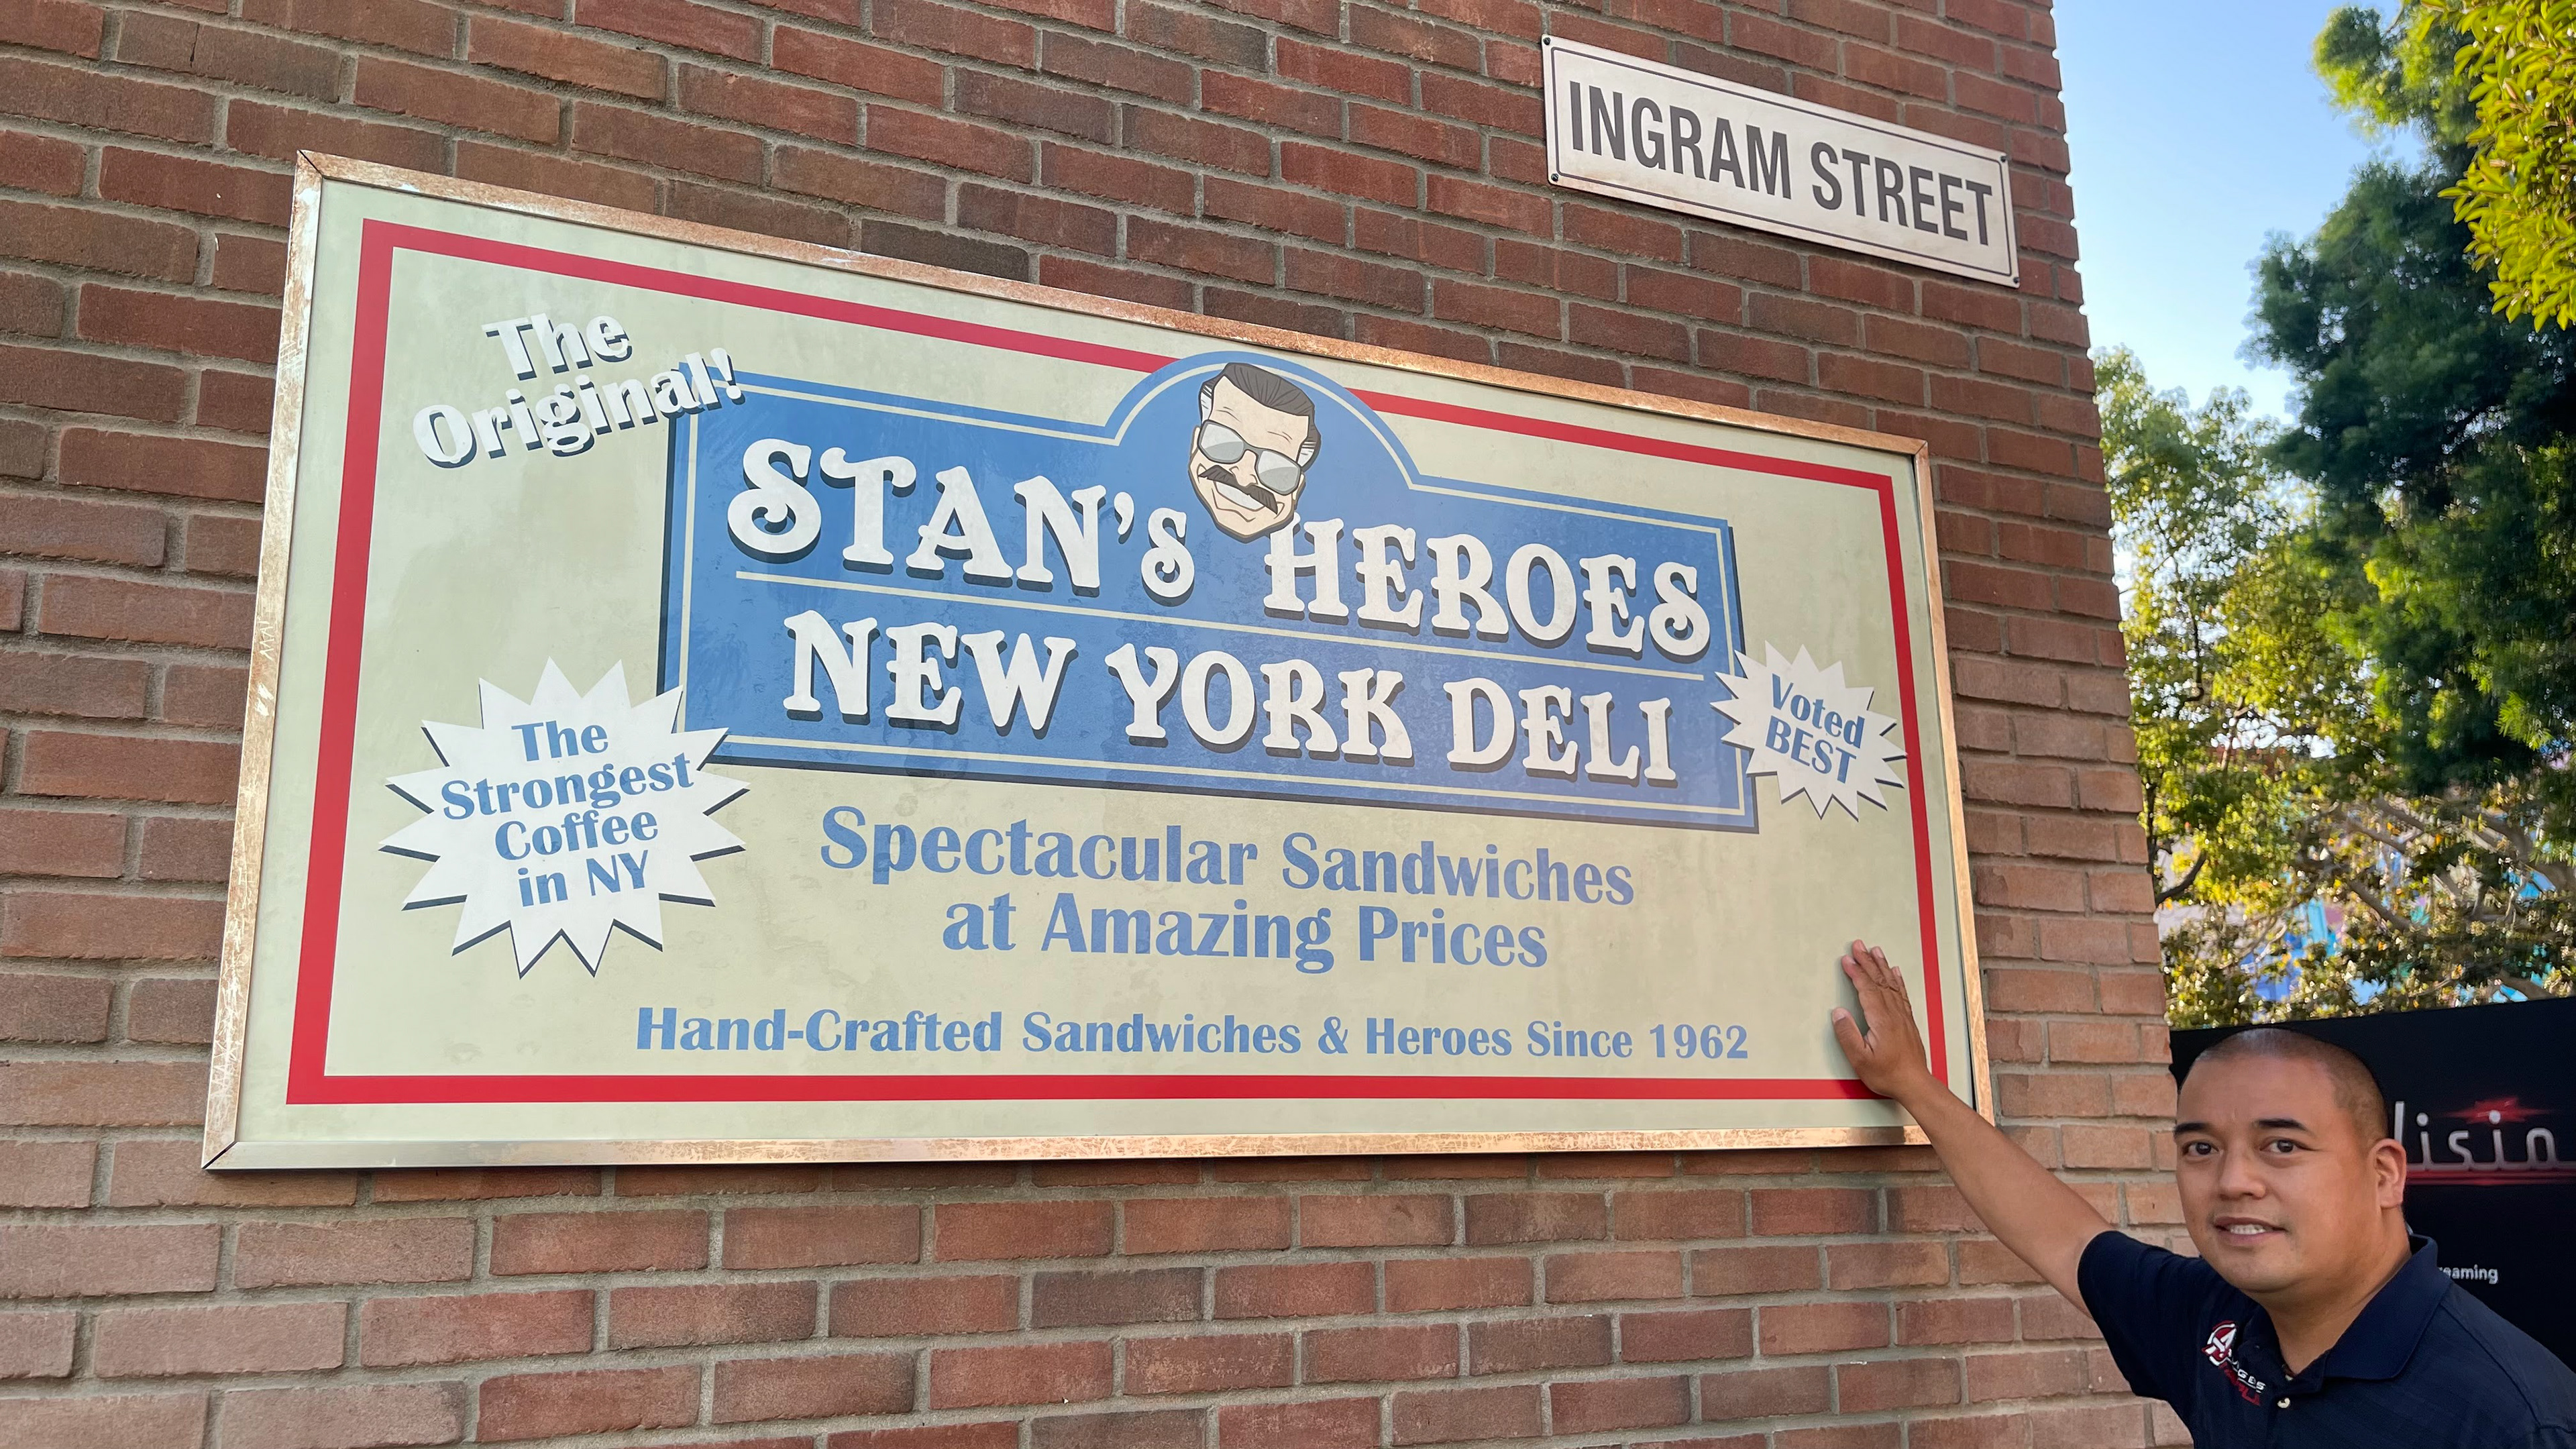 INGRAM STREET
The
Original!
STAN's HEROES
NEW YORK DELI
Voted
BEST
The
Strongest
Coffee
in NY
Spectacular Sandwiches
at Amazing Prices
Hand-Crafted Sandwiches & Heroes Since 1962